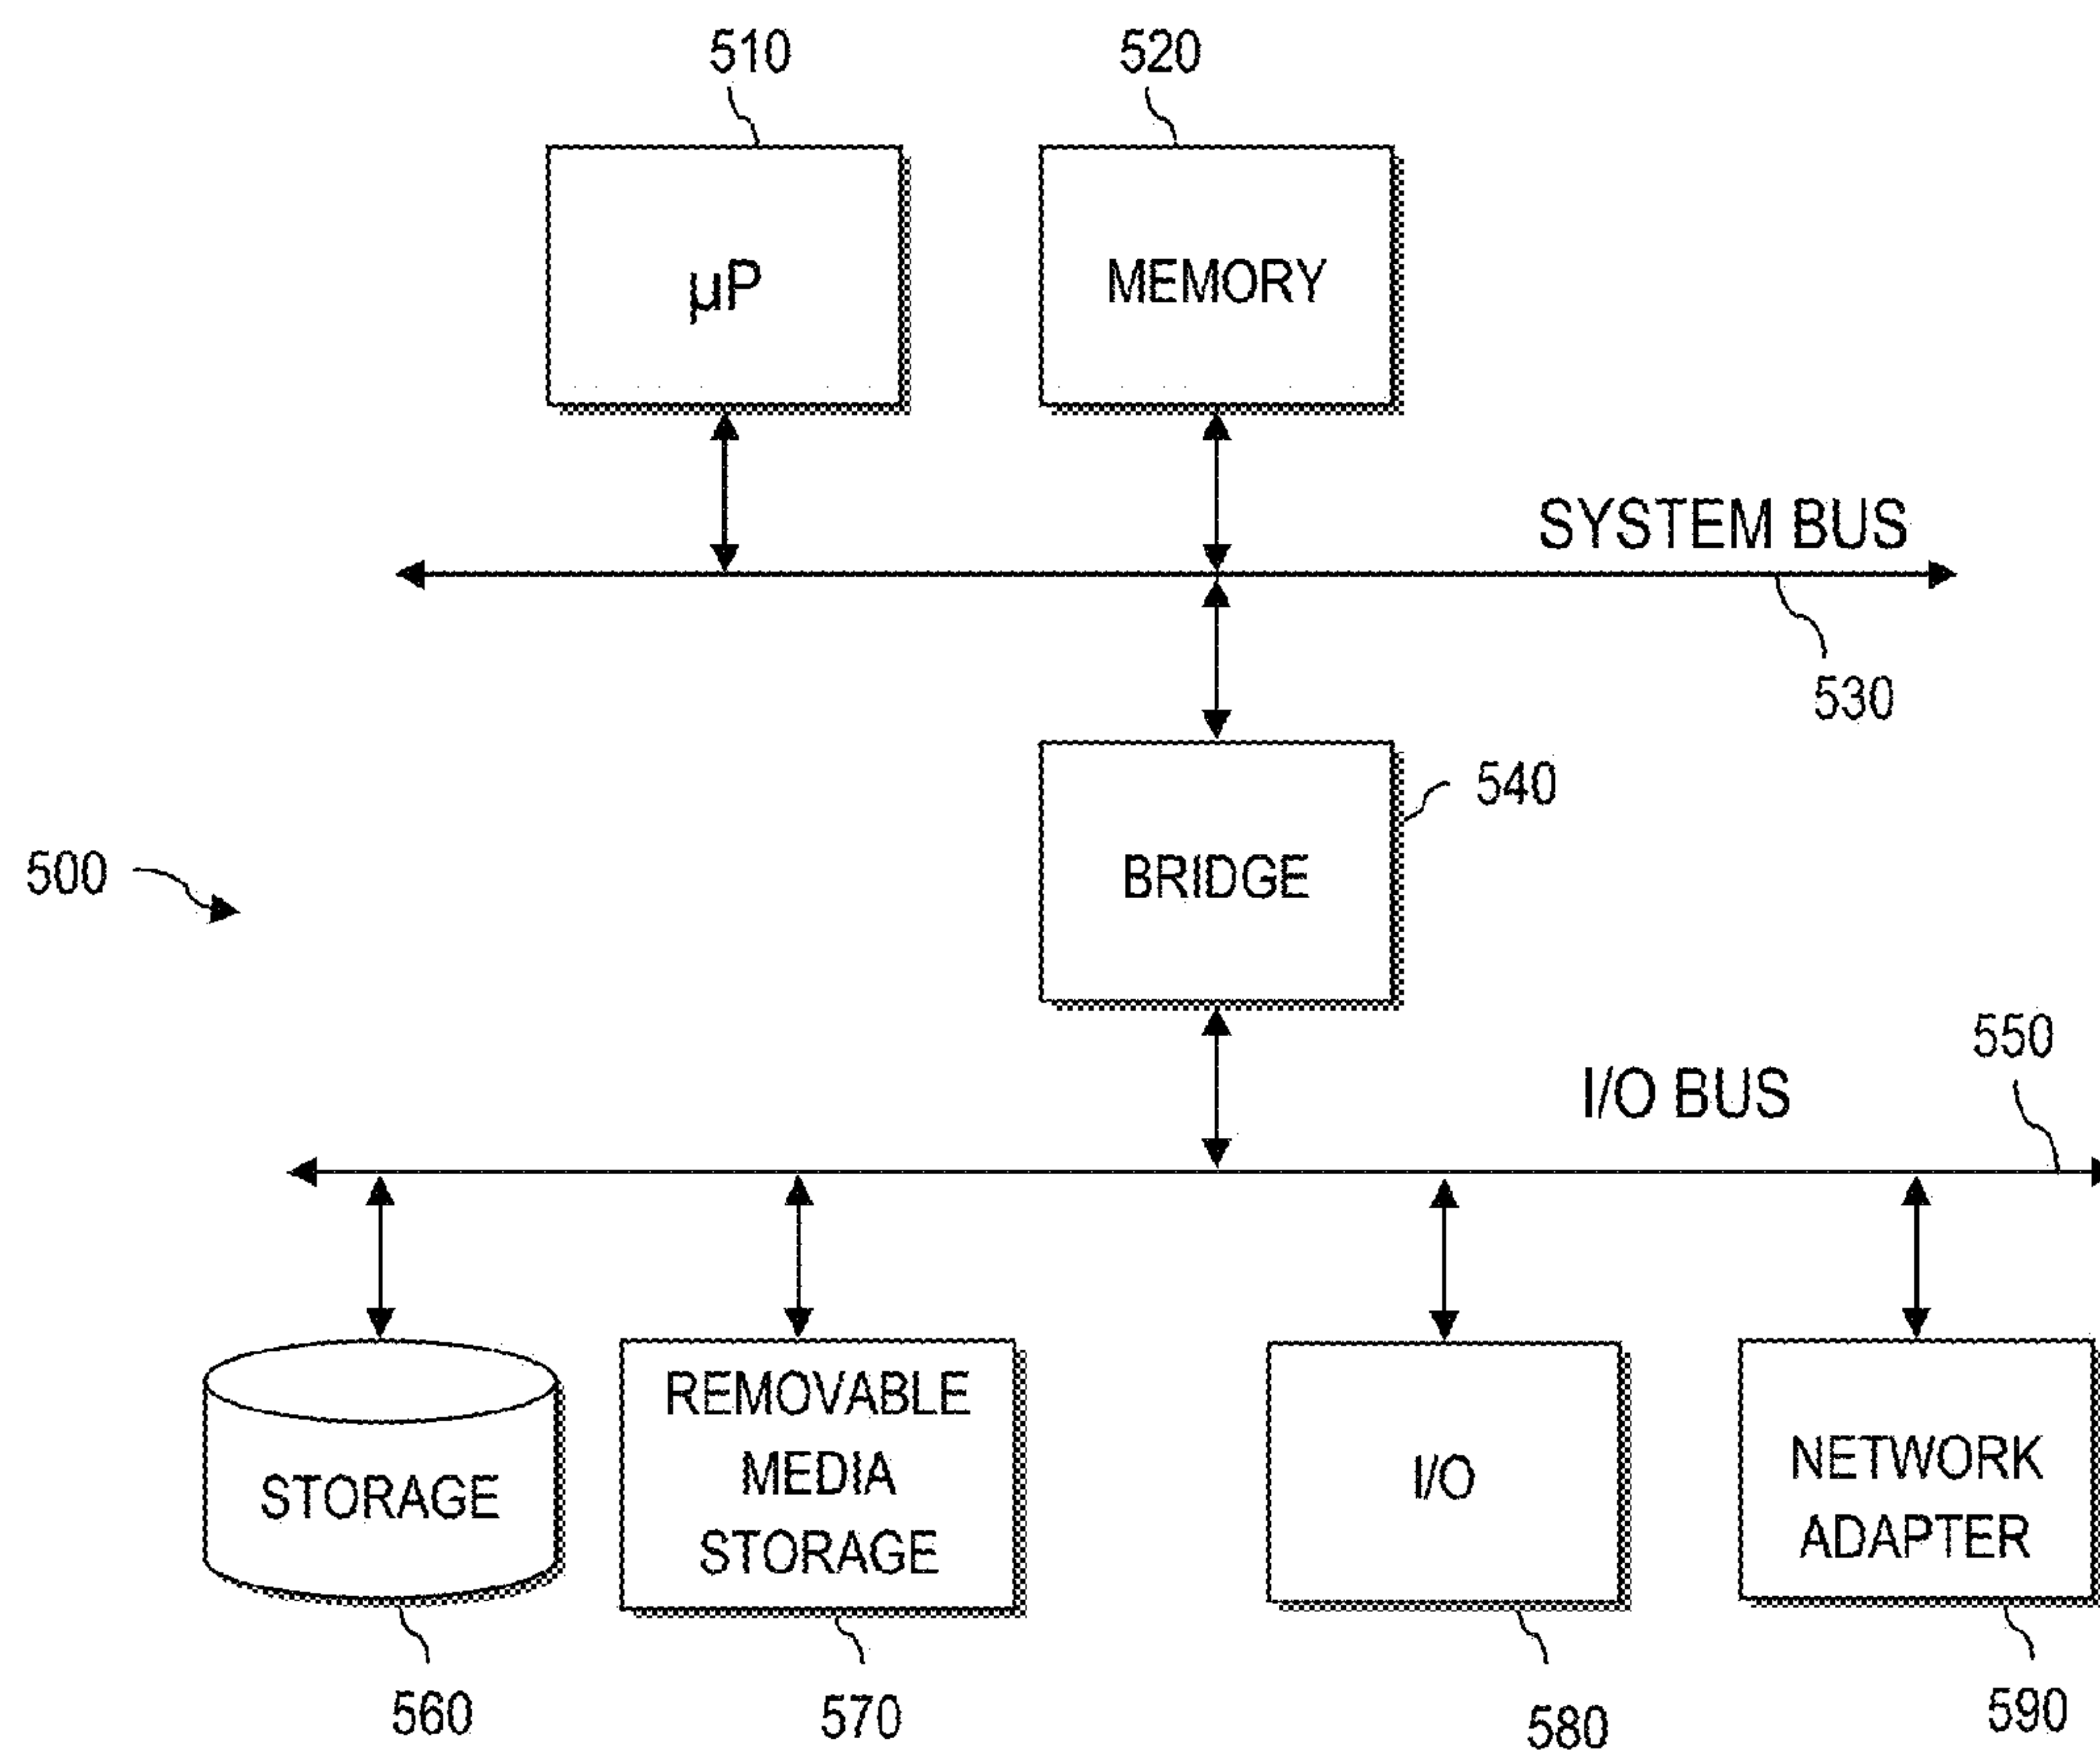 510
520
µP
MEMORY
SYSTEM BUS
530
540
BRIDGE
500
550
I/O BUS
REMOVABLE
MEDIA
STORAGE
STORAGE
I/O
NETWORK
ADAPTER
560
570
580
590